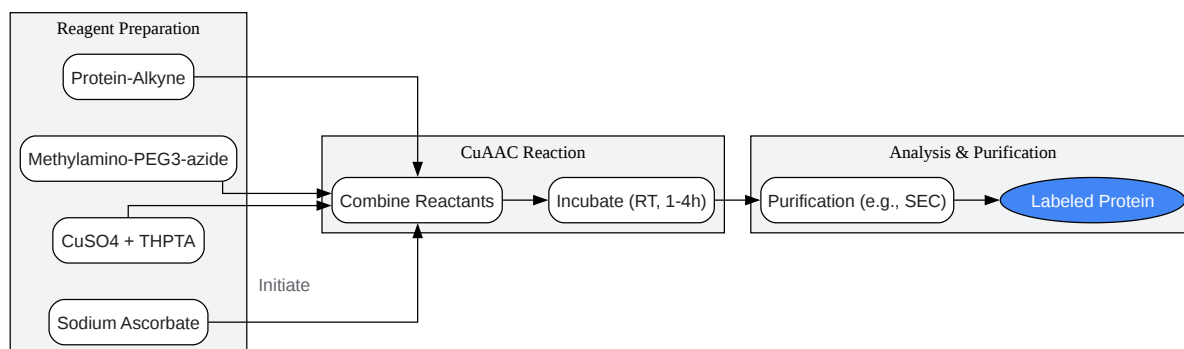 Reagent Preparation
Protein-Alkyne
Methylamino-PEG3-azide
CuSO4 + THPTA
Sodium Ascorbate
Initiate
CuAAC Reaction
Combine Reactants
Incubate (RT, 1-4h)
Analysis & Purification
Purification (e.g., SEC)
Labeled Protein